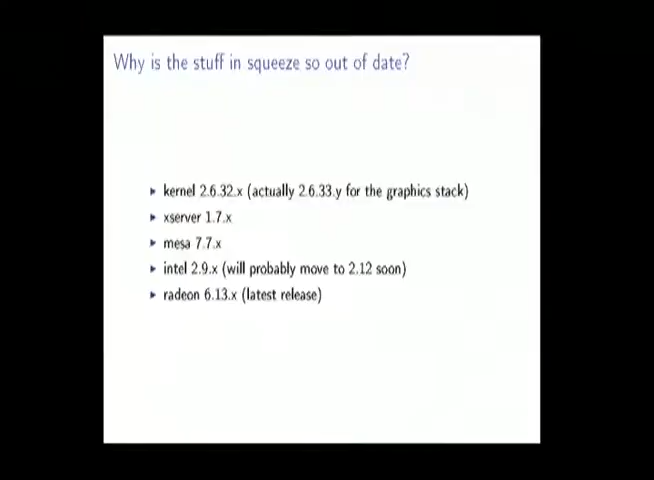 Why is the stuff in squeeze so out of date?
kernel 2.6.32.x (actually 2.6.33.y for the graphics stack)
xserver 1.7.x
mesa 7.7.x
intel 2.9.x (will probably move to 2.12 soon)
radeon 6.13.x (latest release)